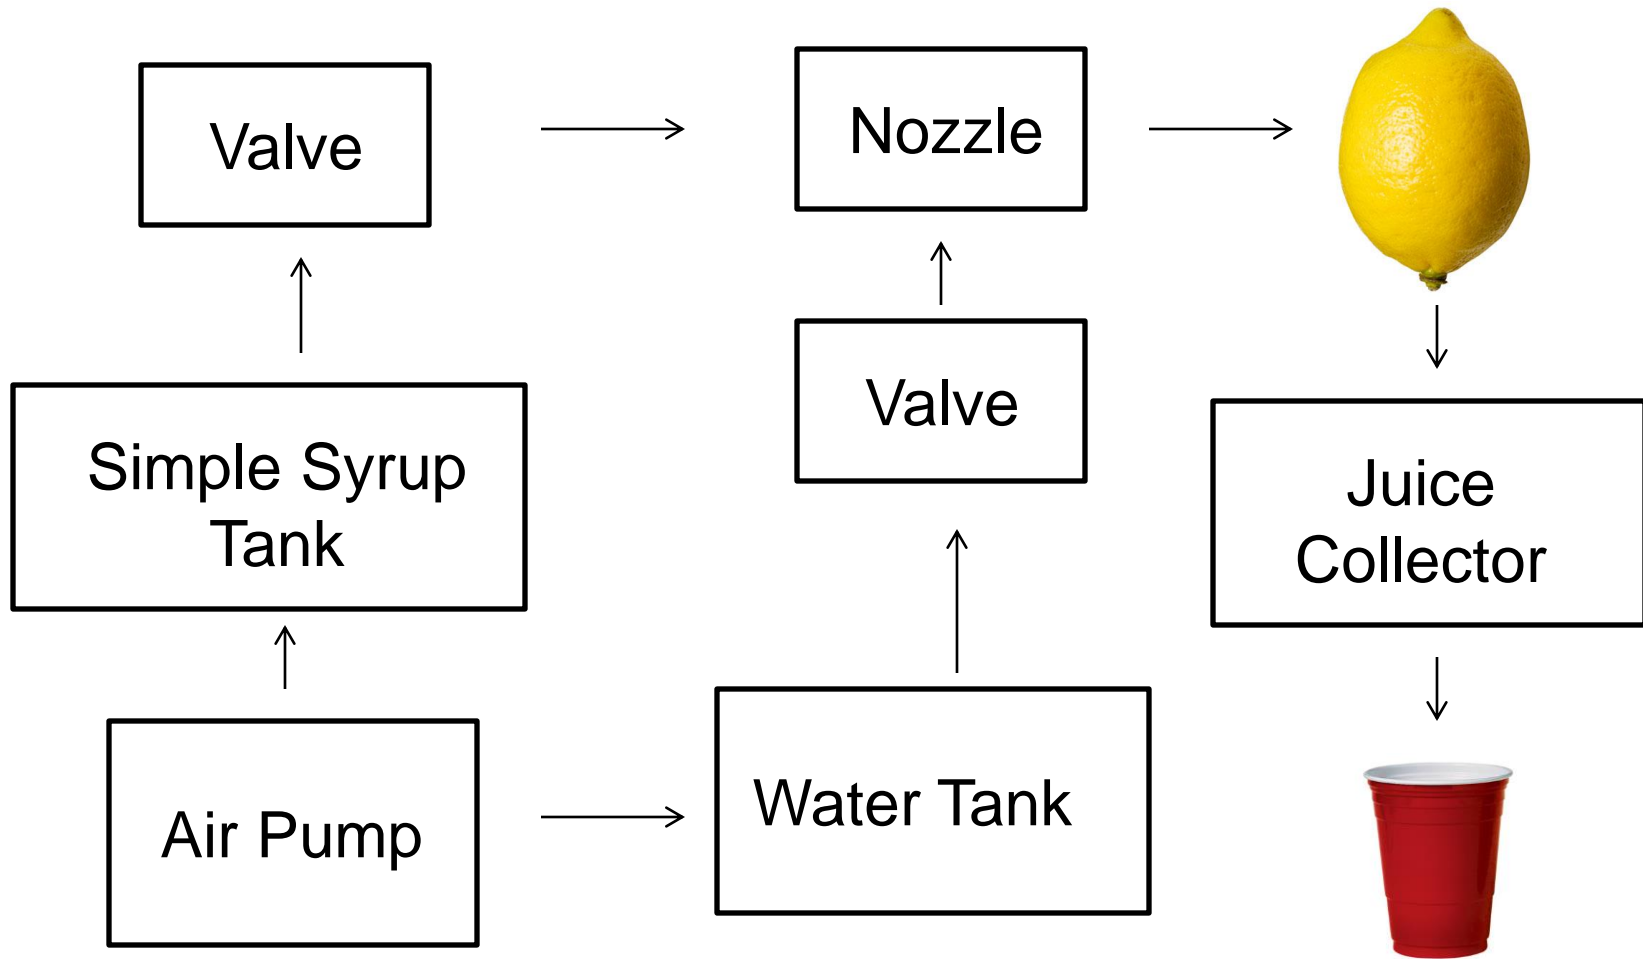 Valve
Nozzle
Valve
Simple Syrup
Tank
Juice
Collector
Air Pump
Water Tank